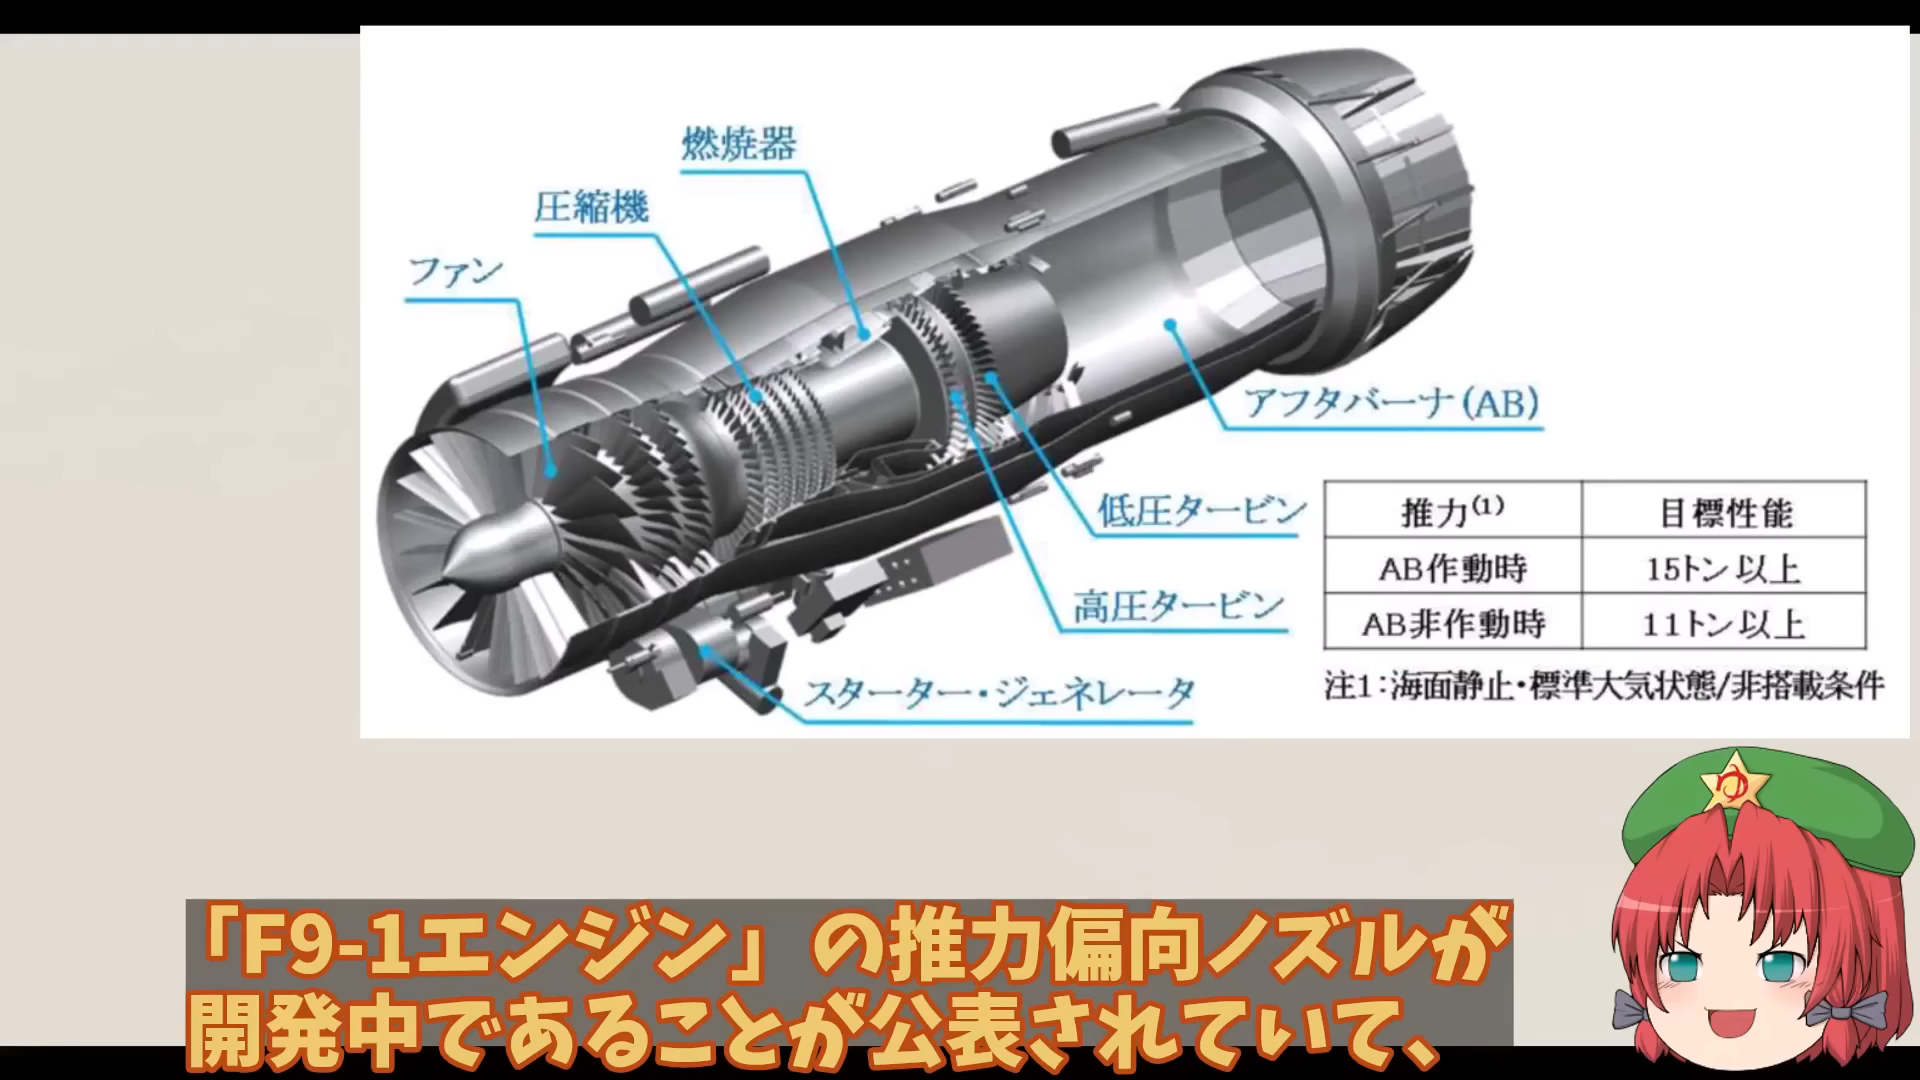 燃焼器
圧縮機
ファン
アフタバーナ(AB)
低圧タービン
高圧タービン
スターター・ジェネレータ
推力(1) 目標性能
AB作動時 15トン以上
AB非作動時 11トン以上
注1:海面静止・標準大気状態/非搭載条件
ゆ
「F9-1エンジン」の推力偏向ノズルが
開発中であることが公表されていて、